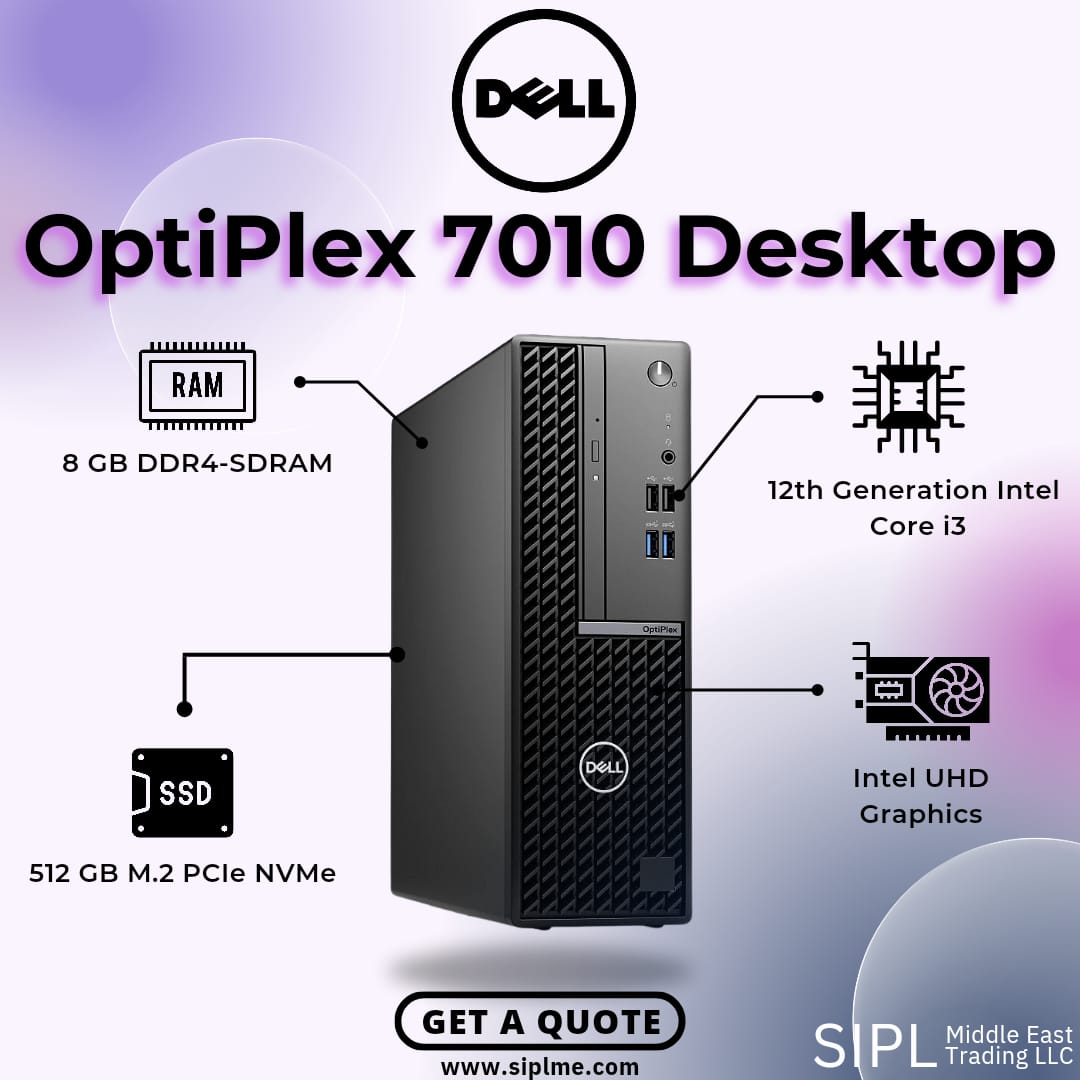 DELL
OptiPlex 7010 Desktop
RAM
8 GB DDR4-SDRAM
12th Generation Intel
Core i3
OptiPlex
DELL
SSD
512 GB M.2 PCIe NVMe
Intel UHD
Graphics
GET A QUOTE
www.siplme.com
SIPL Middle East
Trading LLC